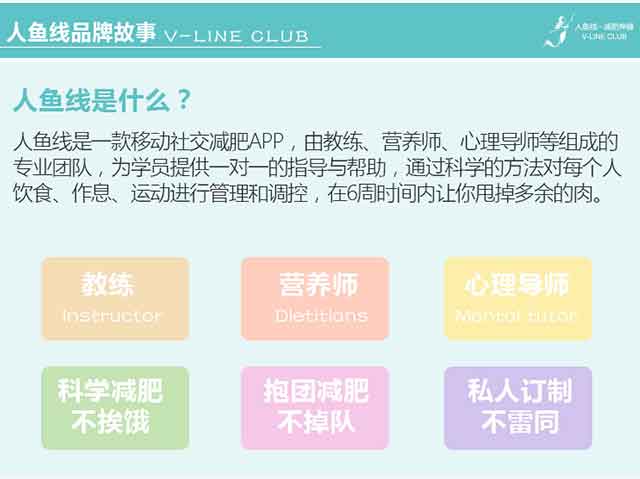 人鱼线品牌故事 V-LINE CLUB
人鱼线·减肥神器
V-LINE CLUB
人鱼线是什么？
人鱼线是一款移动社交减肥APP，由教练、营养师、心理导师等组成的
专业团队，为学员提供一对一的指导与帮助，通过科学的方法对每个人
饮食、作息、运动进行管理和调控，在6周时间内让你甩掉多余的肉。
教练
Instructor
营养师
Dietitians
心理导师
Mental tutor
科学减肥
不挨饿
抱团减肥
不掉队
私人订制
不雷同